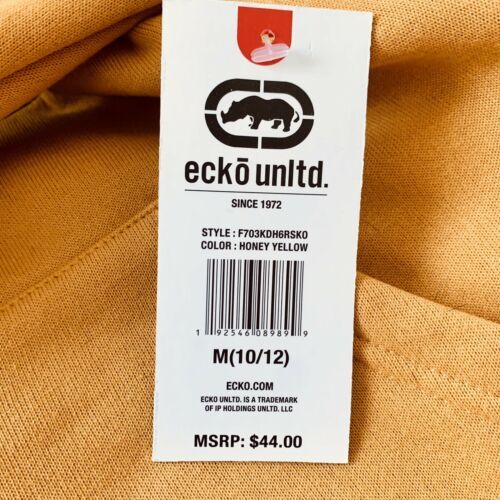 eckō unltd.
SINCE 1972
STYLE : F703KDH6RSKO
COLOR : HONEY YELLOW
1 92546 08989 9
M(10/12)
ECKO.COM
ECKO UNLTD. IS A TRADEMARK
OF IP HOLDINGS UNLTD. LLC
MSRP: $44.00